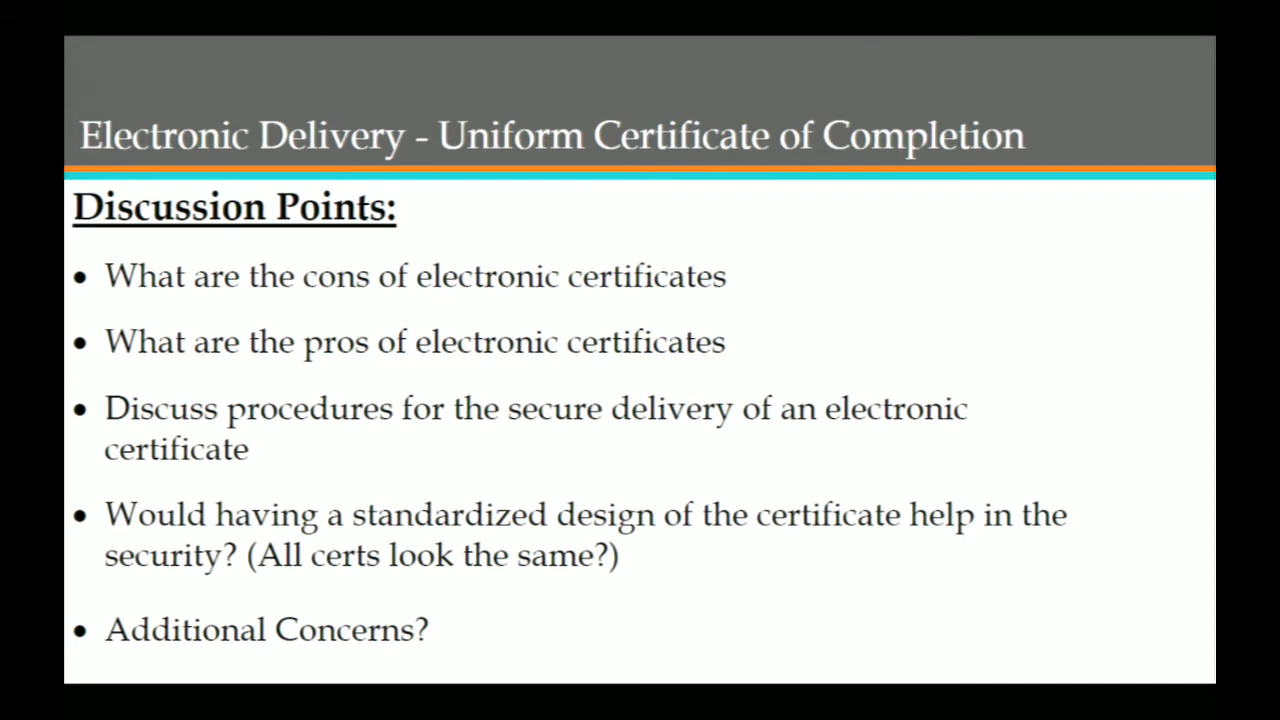 Electronic Delivery - Uniform Certificate of Completion
Discussion Points:
• What are the cons of electronic certificates
• What are the pros of electronic certificates
• Discuss procedures for the secure delivery of an electronic
certificate
• Would having a standardized design of the certificate help in the
security? (All certs look the same?)
• Additional Concerns?